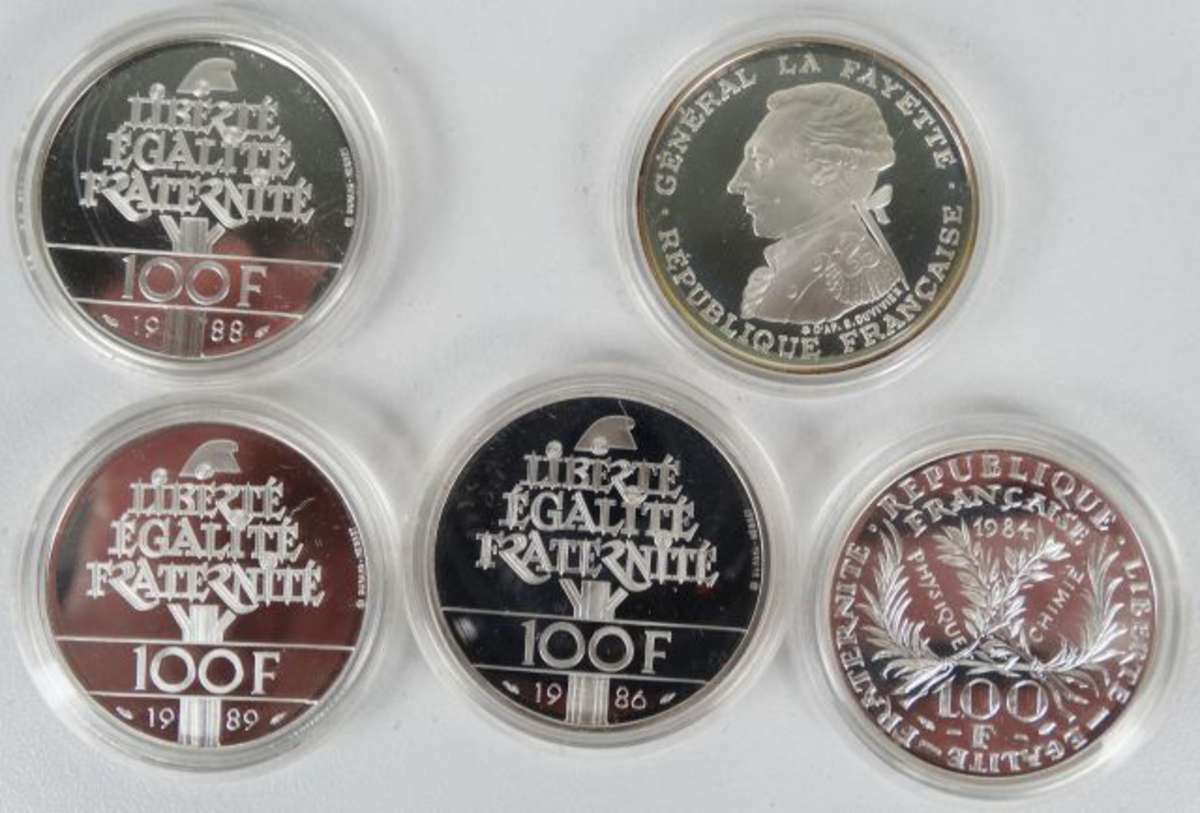 LIBERTÉ
ÉGALITÉ
FRATERNITÉ
100F
1988
· GÉNÉRAL LA FAYETTE ·
RÉPUBLIQUE FRANÇAISE
LIBERTÉ
ÉGALITÉ
FRATERNITÉ
100F
1989
LIBERTÉ
ÉGALITÉ
FRATERNITÉ
100F
1986
RÉPUBLIQUE · LIBERTÉ – EGALITE – FRATERNITÉ ·
FRANÇAISE
1984
PHYSIQUE
CHIMIE
100
– F –